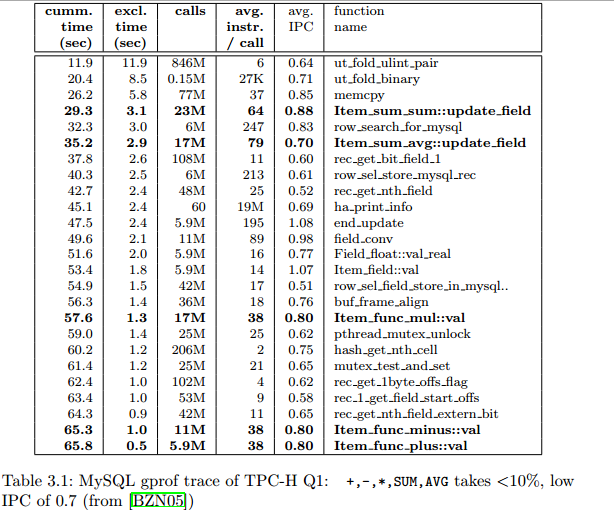 cumm. excl. calls avg. avg. function
time time instr. IPC name
(sec) (sec) / call
11.9 11.9 846M 6 0.64 ut_fold_ulint_pair
20.4 8.5 0.15M 27K 0.71 ut_fold_binary
26.2 5.8 77M 37 0.85 memcpy
29.3 3.1 23M 64 0.88 Item_sum_sum::update_field
32.3 3.0 6M 247 0.83 row_search_for_mysql
35.2 2.9 17M 79 0.70 Item_sum_avg::update_field
37.8 2.6 108M 11 0.60 rec_get_bit_field_1
40.3 2.5 6M 213 0.61 row_sel_store_mysql_rec
42.7 2.4 48M 25 0.52 rec_get_nth_field
45.1 2.4 60 19M 0.69 ha_print_info
47.5 2.4 5.9M 195 1.08 end_update
49.6 2.1 11M 89 0.98 field_conv
51.6 2.0 5.9M 16 0.77 Field_float::val_real
53.4 1.8 5.9M 14 1.07 Item_field::val
54.9 1.5 42M 17 0.51 row_sel_field_store_in_mysql..
56.3 1.4 36M 18 0.76 buf_frame_align
57.6 1.3 17M 38 0.80 Item_func_mul::val
59.0 1.4 25M 25 0.62 pthread_mutex_unlock
60.2 1.2 206M 2 0.75 hash_get_nth_cell
61.4 1.2 25M 21 0.65 mutex_test_and_set
62.4 1.0 102M 4 0.62 rec_get_1byte_offs_flag
63.4 1.0 53M 9 0.58 rec_1_get_field_start_offs
64.3 0.9 42M 11 0.65 rec_get_nth_field_extern_bit
65.3 1.0 11M 38 0.80 Item_func_minus::val
65.8 0.5 5.9M 38 0.80 Item_func_plus::val
Table 3.1: MySQL gprof trace of TPC-H Q1: +,-,*,SUM,AVG takes <10%, low
IPC of 0.7 (from [BZN05])